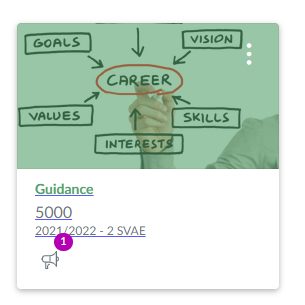 GOALS
VISION
CAREER
VALUES
SKILLS
INTERESTS
Guidance
5000
2021/2022 - 2 SVAE
1